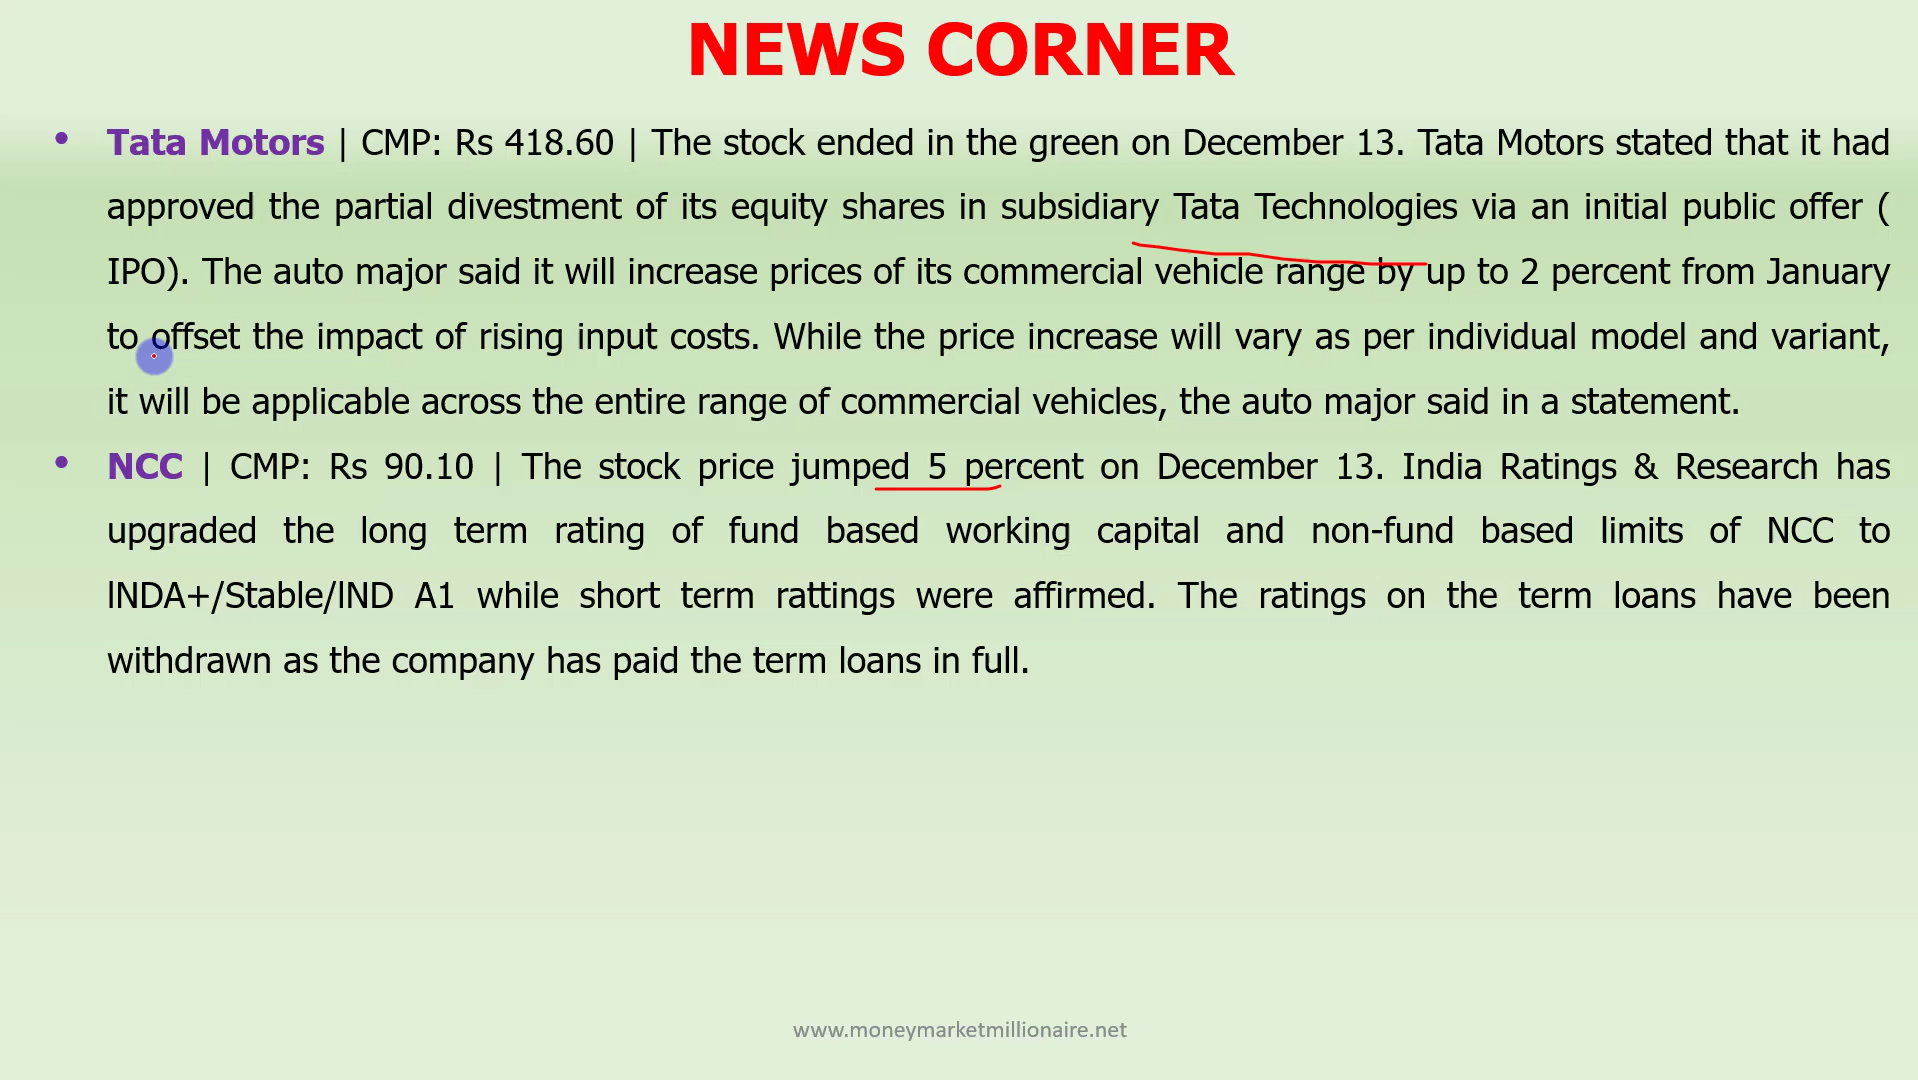 NEWS CORNER
• Tata Motors | CMP: Rs 418.60 | The stock ended in the green on December 13. Tata Motors stated that it had
approved the partial divestment of its equity shares in subsidiary Tata Technologies via an initial public offer (
IPO). The auto major said it will increase prices of its commercial vehicle range by up to 2 percent from January
to offset the impact of rising input costs. While the price increase will vary as per individual model and variant,
it will be applicable across the entire range of commercial vehicles, the auto major said in a statement.
• NCC | CMP: Rs 90.10 | The stock price jumped 5 percent on December 13. India Ratings & Research has
upgraded the long term rating of fund based working capital and non-fund based limits of NCC to
lNDA+/Stable/lND A1 while short term rattings were affirmed. The ratings on the term loans have been
withdrawn as the company has paid the term loans in full.
www.moneymarketmillionaire.net